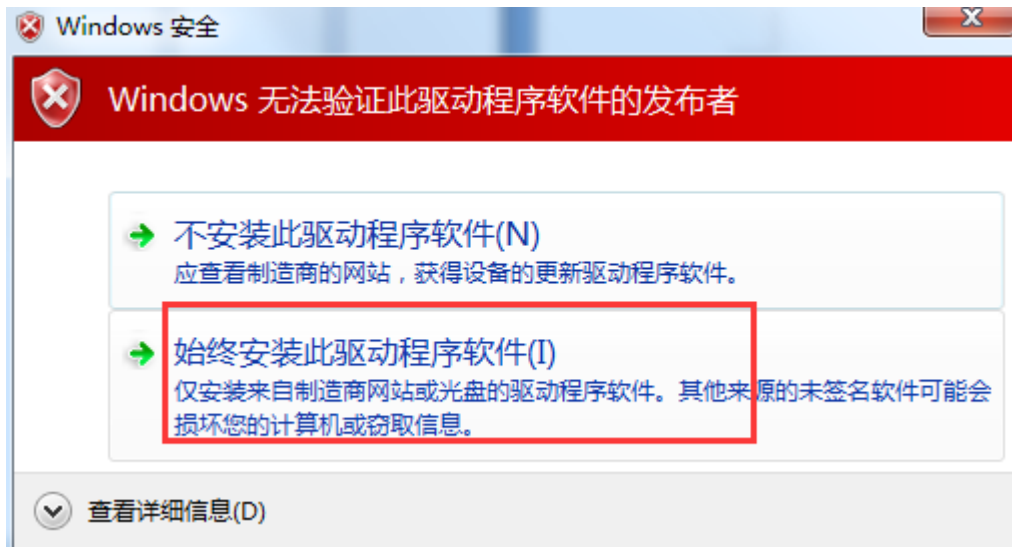 Windows 安全
Windows 无法验证此驱动程序软件的发布者
不安装此驱动程序软件(N)
应查看制造商的网站，获得设备的更新驱动程序软件。
始终安装此驱动程序软件(I)
仅安装来自制造商网站或光盘的驱动程序软件。其他来源的未签名软件可能会
损坏您的计算机或窃取信息。
查看详细信息(D)